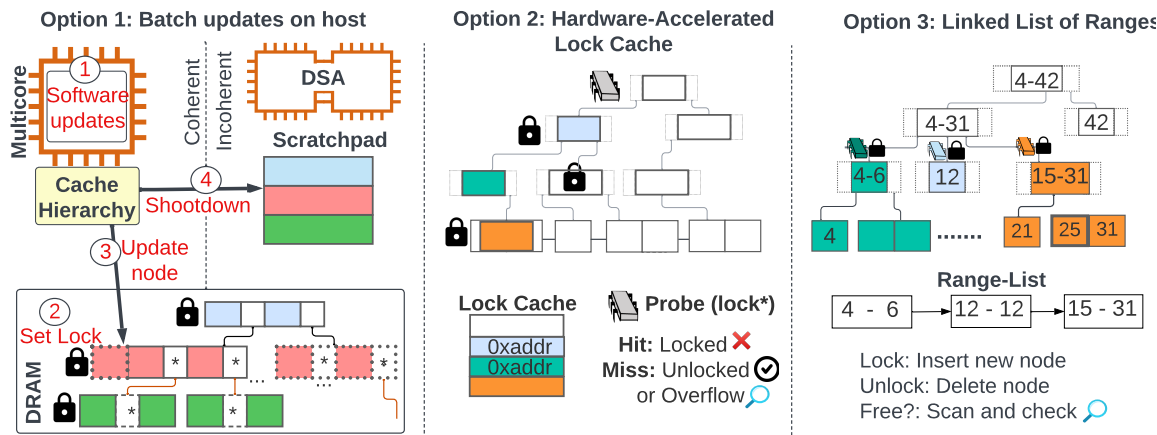 Option 1: Batch updates on host
Multicore
1
Software
updates
Coherent
Incoherent
DSA
Scratchpad
Cache
Hierarchy
4
Shootdown
3
Update
node
2
Set Lock
DRAM
*
*
*
*
...
...
*
*
...
Option 2: Hardware-Accelerated
Lock Cache
Lock Cache
0xaddr
0xaddr
Probe (lock*)
Hit: Locked
Miss: Unlocked
or Overflow
Option 3: Linked List of Ranges
4-42
4-31
42
4-6
12
15-31
4
.......
21
25
31
Range-List
4 - 6
12 - 12
15 - 31
Lock: Insert new node
Unlock: Delete node
Free?: Scan and check